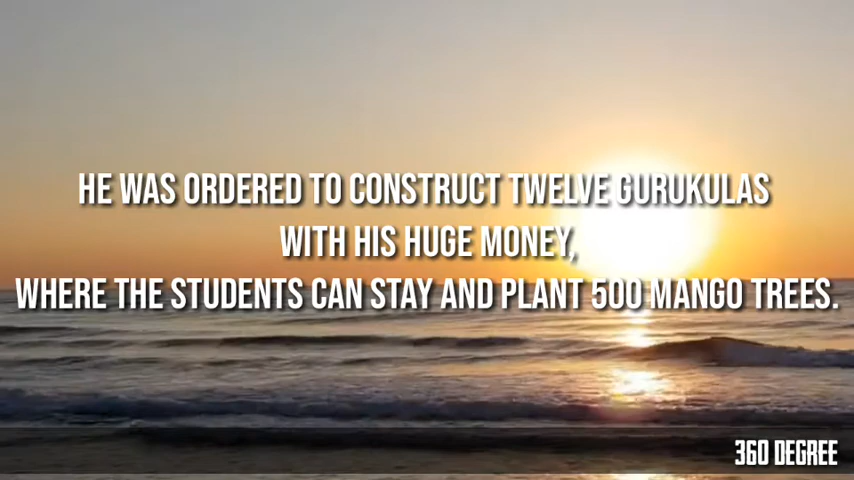 HE WAS ORDERED TO CONSTRUCT TWELVE GURUKULAS
WITH HIS HUGE MONEY,
WHERE THE STUDENTS CAN STAY AND PLANT 500 MANGO TREES.
360 DEGREE